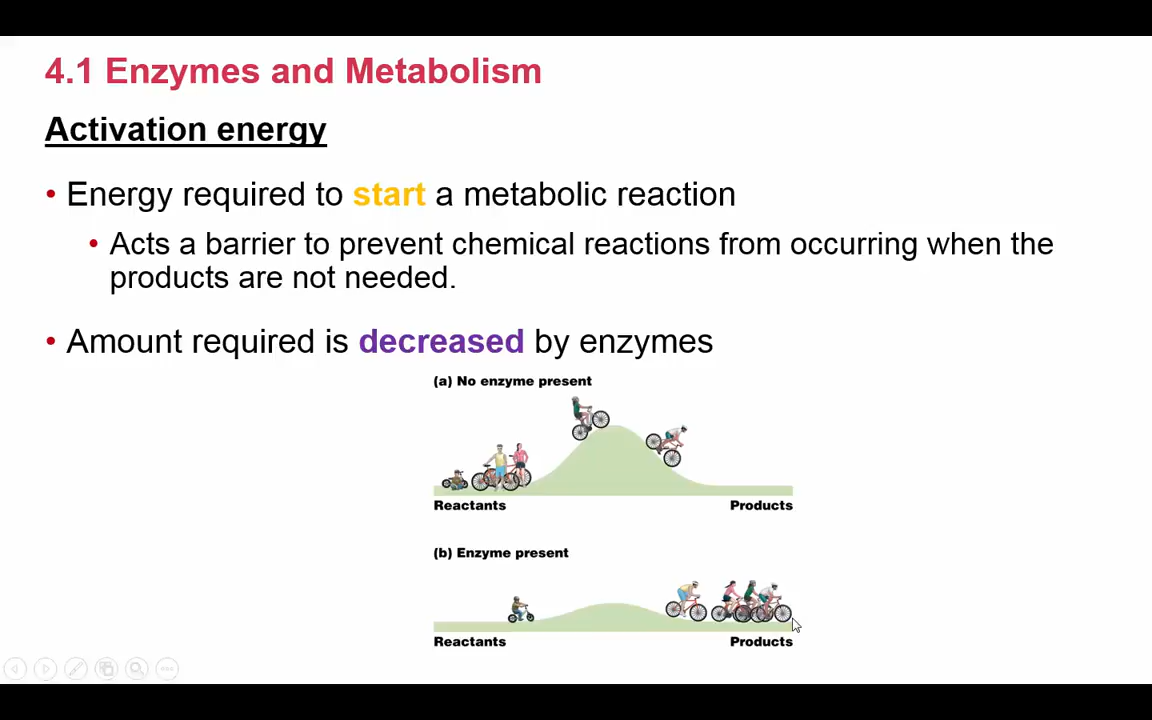 4.1 Enzymes and Metabolism
Activation energy
• Energy required to start a metabolic reaction
• Acts a barrier to prevent chemical reactions from occurring when the
products are not needed.
• Amount required is decreased by enzymes
(a) No enzyme present
Reactants Products
(b) Enzyme present
Reactants Products